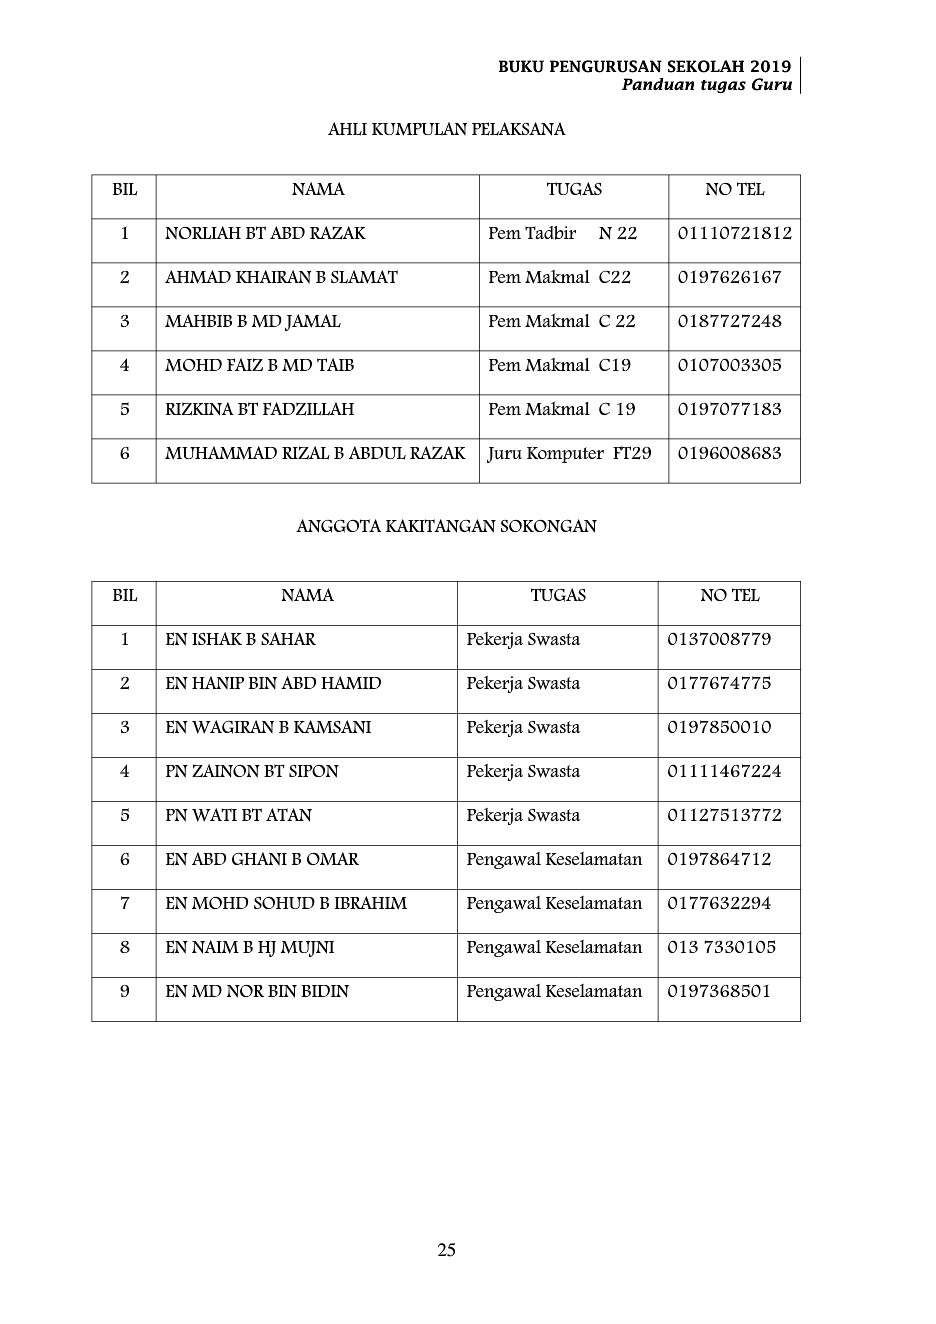 BUKU PENGURUSAN SEKOLAH 2019
Panduan tugas Guru
AHLI KUMPULAN PELAKSANA
BIL NAMA TUGAS NO TEL
1 NORLIAH BT ABD RAZAK Pem Tadbir N 22 01110721812
2 AHMAD KHAIRAN B SLAMAT Pem Makmal C22 0197626167
3 MAHBIB B MD JAMAL Pem Makmal C 22 0187727248
4 MOHD FAIZ B MD TAIB Pem Makmal C19 0107003305
5 RIZKINA BT FADZILLAH Pem Makmal C 19 0197077183
6 MUHAMMAD RIZAL B ABDUL RAZAK Juru Komputer FT29 0196008683
ANGGOTA KAKITANGAN SOKONGAN
BIL NAMA TUGAS NO TEL
1 EN ISHAK B SAHAR Pekerja Swasta 0137008779
2 EN HANIP BIN ABD HAMID Pekerja Swasta 0177674775
3 EN WAGIRAN B KAMSANI Pekerja Swasta 0197850010
4 PN ZAINON BT SIPON Pekerja Swasta 01111467224
5 PN WATI BT ATAN Pekerja Swasta 01127513772
6 EN ABD GHANI B OMAR Pengawal Keselamatan 0197864712
7 EN MOHD SOHUD B IBRAHIM Pengawal Keselamatan 0177632294
8 EN NAIM B HJ MUJNI Pengawal Keselamatan 013 7330105
9 EN MD NOR BIN BIDIN Pengawal Keselamatan 0197368501
25